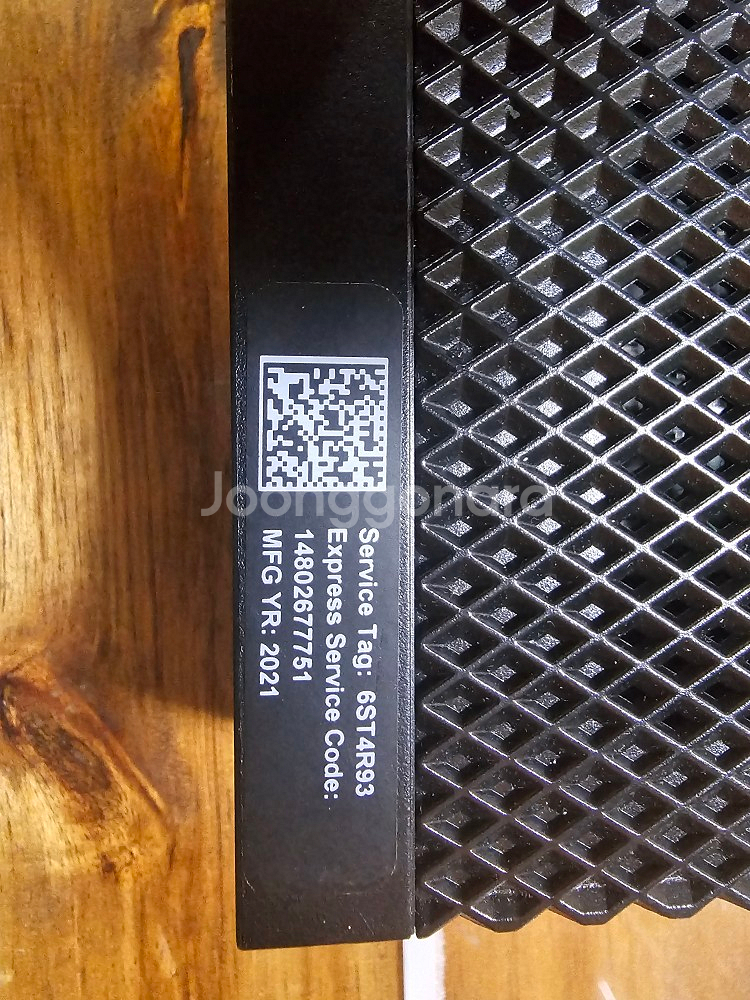 Service Tag: 6ST4R93
Express Service Code:
14802677751
MFG YR: 2021
Joonggonara